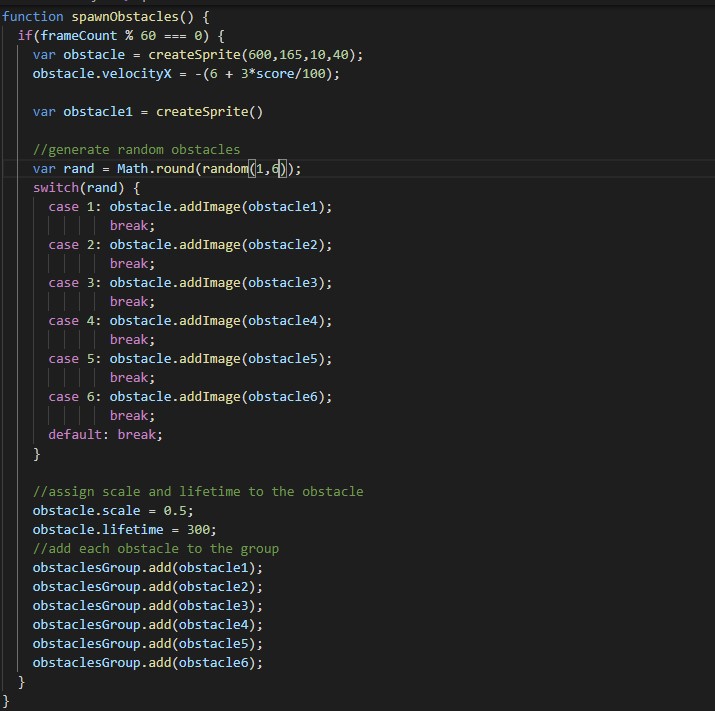 function spawnObstacles() {
if(frameCount % 60 === 0) {
var obstacle = createSprite(600,165,10,40);
obstacle.velocityX = -(6 + 3*score/100);
var obstacle1 = createSprite()
//generate random obstacles
var rand = Math.round(random(1,6));
switch(rand) {
case 1: obstacle.addImage(obstacle1);
break;
case 2: obstacle.addImage(obstacle2);
break;
case 3: obstacle.addImage(obstacle3);
break;
case 4: obstacle.addImage(obstacle4);
break;
case 5: obstacle.addImage(obstacle5);
break;
case 6: obstacle.addImage(obstacle6);
break;
default: break;
}
//assign scale and lifetime to the obstacle
obstacle.scale = 0.5;
obstacle.lifetime = 300;
//add each obstacle to the group
obstaclesGroup.add(obstacle1);
obstaclesGroup.add(obstacle2);
obstaclesGroup.add(obstacle3);
obstaclesGroup.add(obstacle4);
obstaclesGroup.add(obstacle5);
obstaclesGroup.add(obstacle6);
}
}